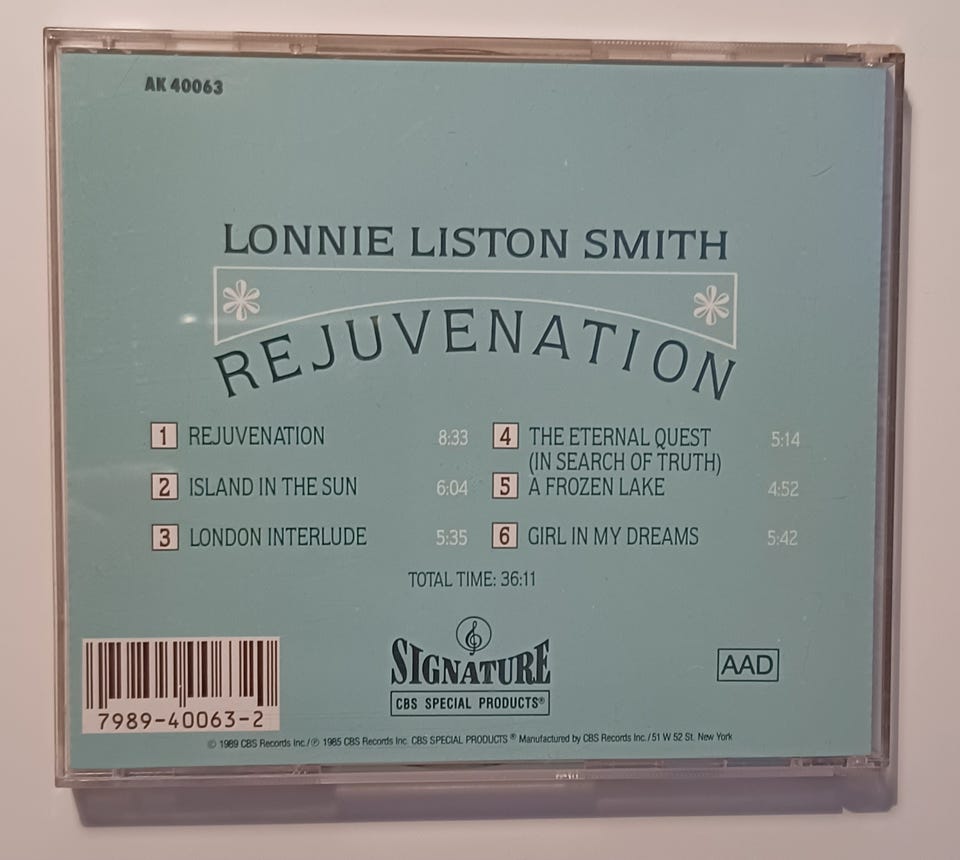 AK 40063
LONNIE LISTON SMITH
REJUVENATION
1 REJUVENATION 8:33
2 ISLAND IN THE SUN 6:04
3 LONDON INTERLUDE 5:35
4 THE ETERNAL QUEST 5:14
(IN SEARCH OF TRUTH)
5 A FROZEN LAKE 4:52
6 GIRL IN MY DREAMS 5:42
TOTAL TIME: 36:11
SIGNATURE
CBS SPECIAL PRODUCTS®
AAD
7989-40063-2
© 1989 CBS Records Inc./℗ 1985 CBS Records Inc. CBS SPECIAL PRODUCTS ® Manufactured by CBS Records Inc./51 W 52 St. New York